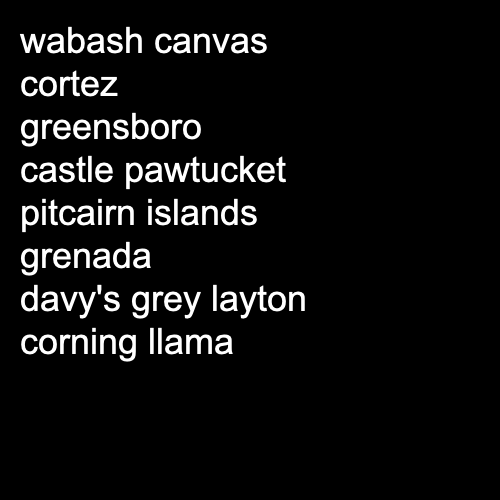 wabash canvas
cortez
greensboro
castle pawtucket
pitcairn islands
grenada
davy's grey layton
corning llama